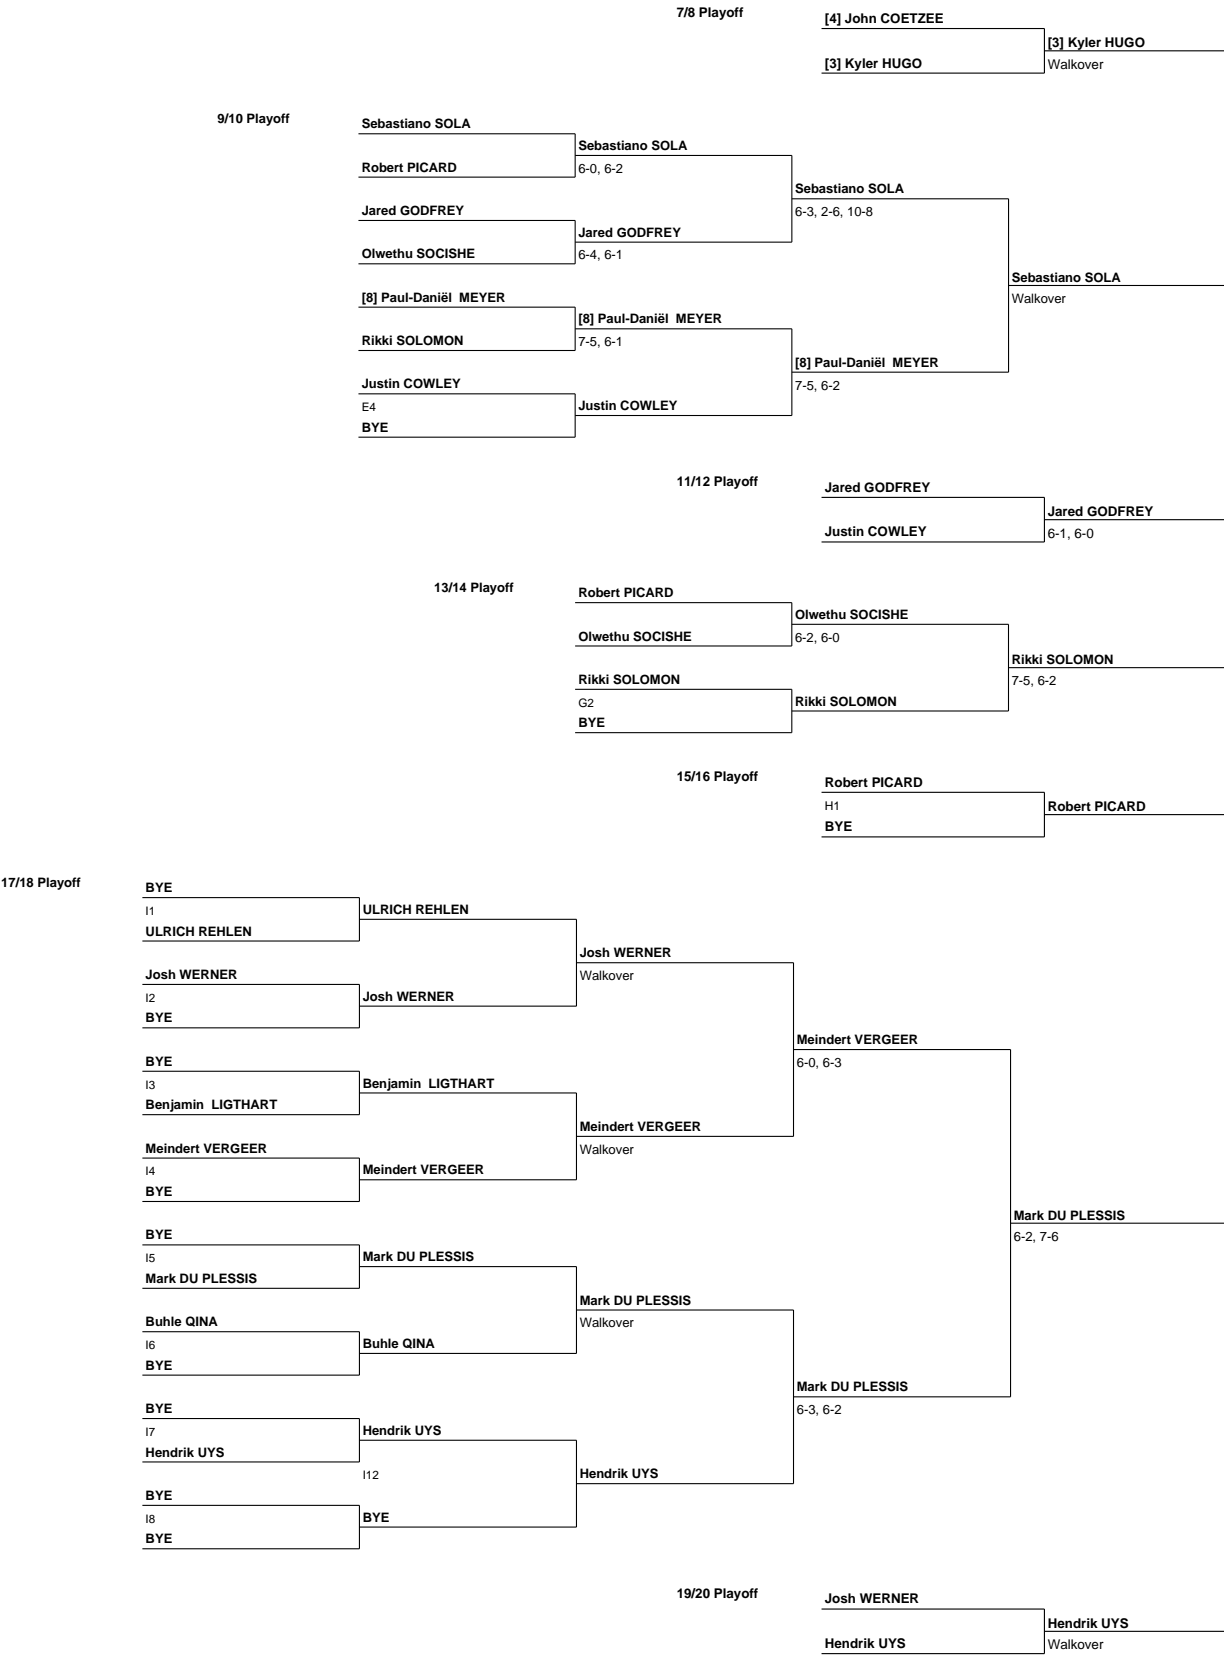 7/8 Playoff
[4] John COETZEE
[3] Kyler HUGO
[3] Kyler HUGO
Walkover
9/10 Playoff
Sebastiano SOLA
Sebastiano SOLA
Robert PICARD
6-0, 6-2
Sebastiano SOLA
Jared GODFREY
6-3, 2-6, 10-8
Jared GODFREY
Olwethu SOCISHE
6-4, 6-1
Sebastiano SOLA
[8] Paul-Daniël  MEYER
Walkover
[8] Paul-Daniël  MEYER
Rikki SOLOMON
7-5, 6-1
[8] Paul-Daniël  MEYER
Justin COWLEY
7-5, 6-2
E4
Justin COWLEY
BYE
11/12 Playoff
Jared GODFREY
Jared GODFREY
Justin COWLEY
6-1, 6-0
13/14 Playoff
Robert PICARD
Olwethu SOCISHE
Olwethu SOCISHE
6-2, 6-0
Rikki SOLOMON
Rikki SOLOMON
7-5, 6-2
G2
Rikki SOLOMON
BYE
15/16 Playoff
Robert PICARD
H1
Robert PICARD
BYE
17/18 Playoff
BYE
I1
ULRICH REHLEN
ULRICH REHLEN
Josh WERNER
Josh WERNER
Walkover
I2
Josh WERNER
BYE
Meindert VERGEER
BYE
6-0, 6-3
I3
Benjamin  LIGTHART
Benjamin  LIGTHART
Meindert VERGEER
Meindert VERGEER
Walkover
I4
Meindert VERGEER
BYE
Mark DU PLESSIS
BYE
6-2, 7-6
I5
Mark DU PLESSIS
Mark DU PLESSIS
Mark DU PLESSIS
Buhle QINA
Walkover
I6
Buhle QINA
BYE
Mark DU PLESSIS
BYE
6-3, 6-2
I7
Hendrik UYS
Hendrik UYS
I12
Hendrik UYS
BYE
I8
BYE
BYE
19/20 Playoff
Josh WERNER
Hendrik UYS
Hendrik UYS
Walkover